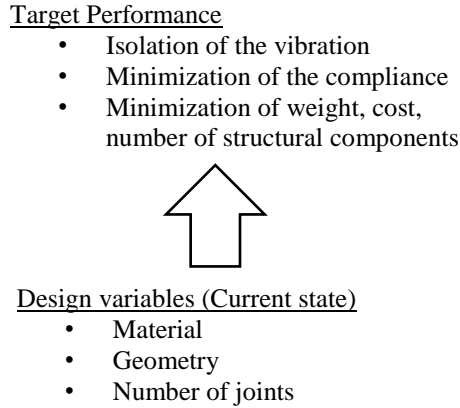 Target Performance
• Isolation of the vibration
• Minimization of the compliance
• Minimization of weight, cost,
number of structural components
Design variables (Current state)
• Material
• Geometry
• Number of joints